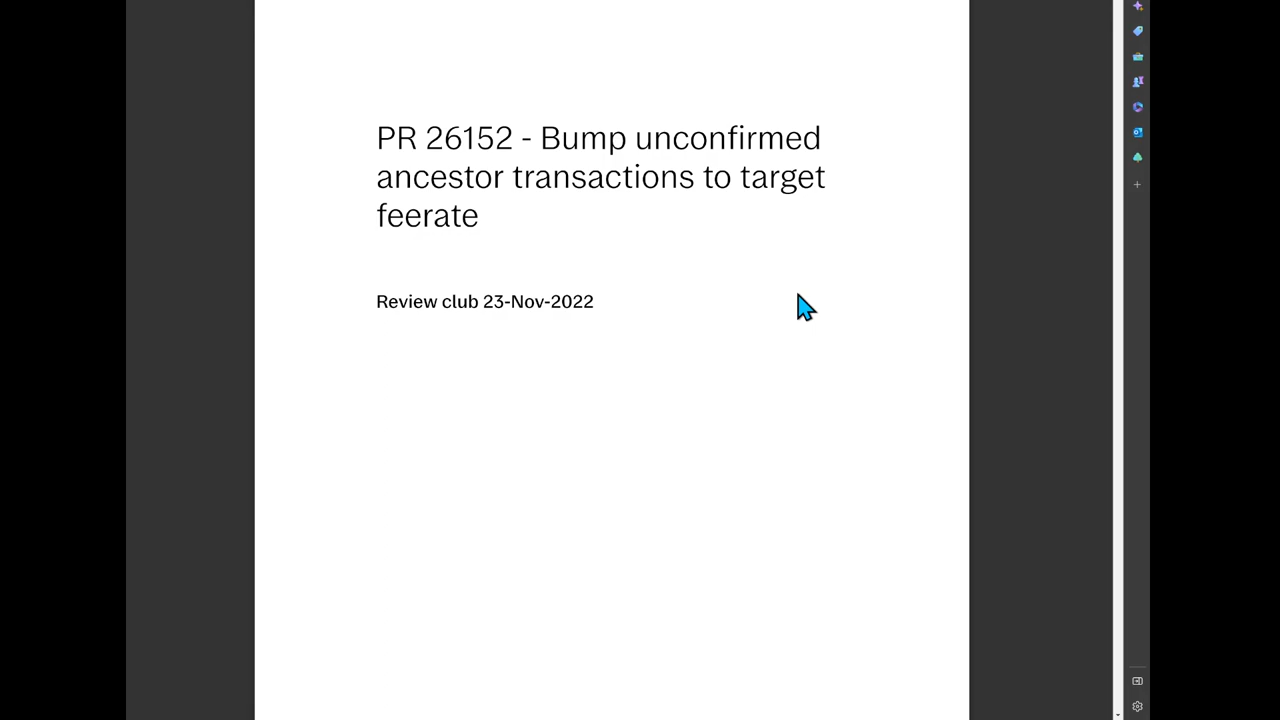 PR 26152 - Bump unconfirmed
ancestor transactions to target
feerate
Review club 23-Nov-2022